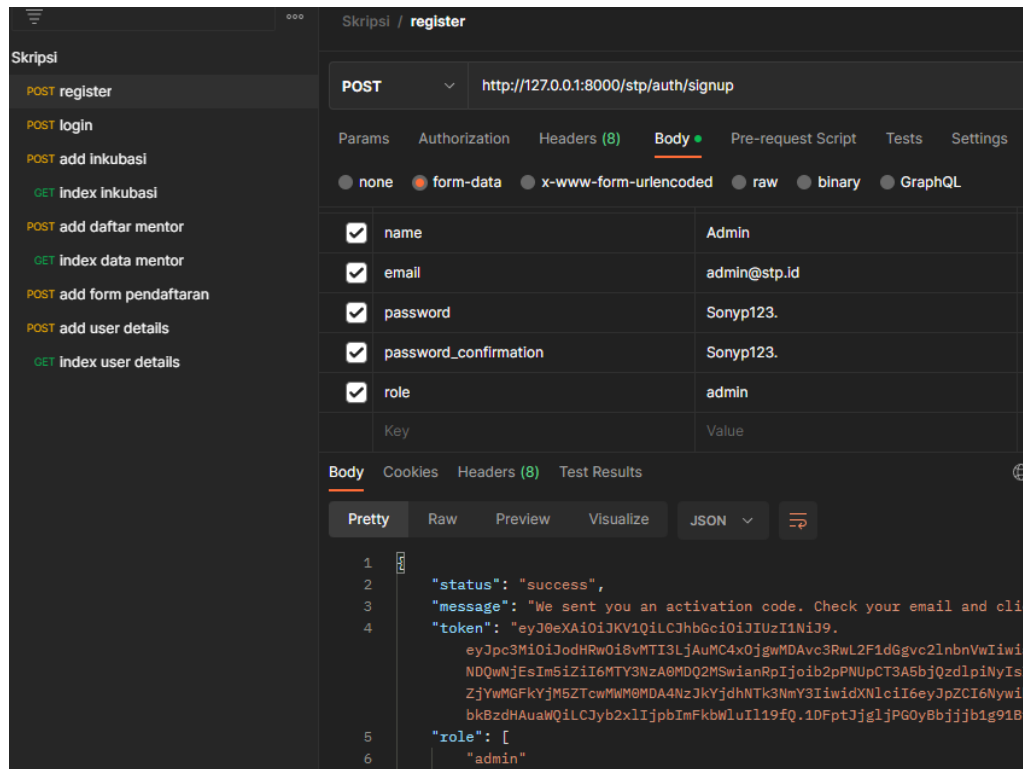 Skripsi / register
Skripsi
POST register
POST login
POST add inkubasi
GET index inkubasi
POST add daftar mentor
GET index data mentor
POST add form pendaftaran
POST add user details
GET index user details
POST http://127.0.0.1:8000/stp/auth/signup
Params Authorization Headers (8) Body Pre-request Script Tests Settings
none form-data x-www-form-urlencoded raw binary GraphQL
name Admin
email admin@stp.id
password Sonyp123.
password_confirmation Sonyp123.
role admin
Key Value
Body Cookies Headers (8) Test Results
Pretty Raw Preview Visualize JSON
1 {
2 "status": "success",
3 "message": "We sent you an activation code. Check your email and cli
4 "token": "eyJ0eXAiOiJKV1QiLCJhbGciOiJIUzI1NiJ9.
eyJpc3MiOiJodHRwOi8vMTI3LjAuMC4xOjgwMDAvc3RwL2F1dGgvc2lnbnVwIiwi
NDQwNjEsIm5iZiI6MTY3NzA0MDQ2MSwianRpIjoib2pPNUpCT3A5bjQzdlpiNyIs
ZjYwMGFkYjM5ZTcwMWM0MDA4NzJkYjdhNTk3NmY3IiwidXNlciI6eyJpZCI6Nywi
bkBzdHAuaWQiLCJyb2xlIjpbImFkbWluIl19fQ.1DFptJjgljPGOyBbjjjb1g91B
5 "role": [
6 "admin"